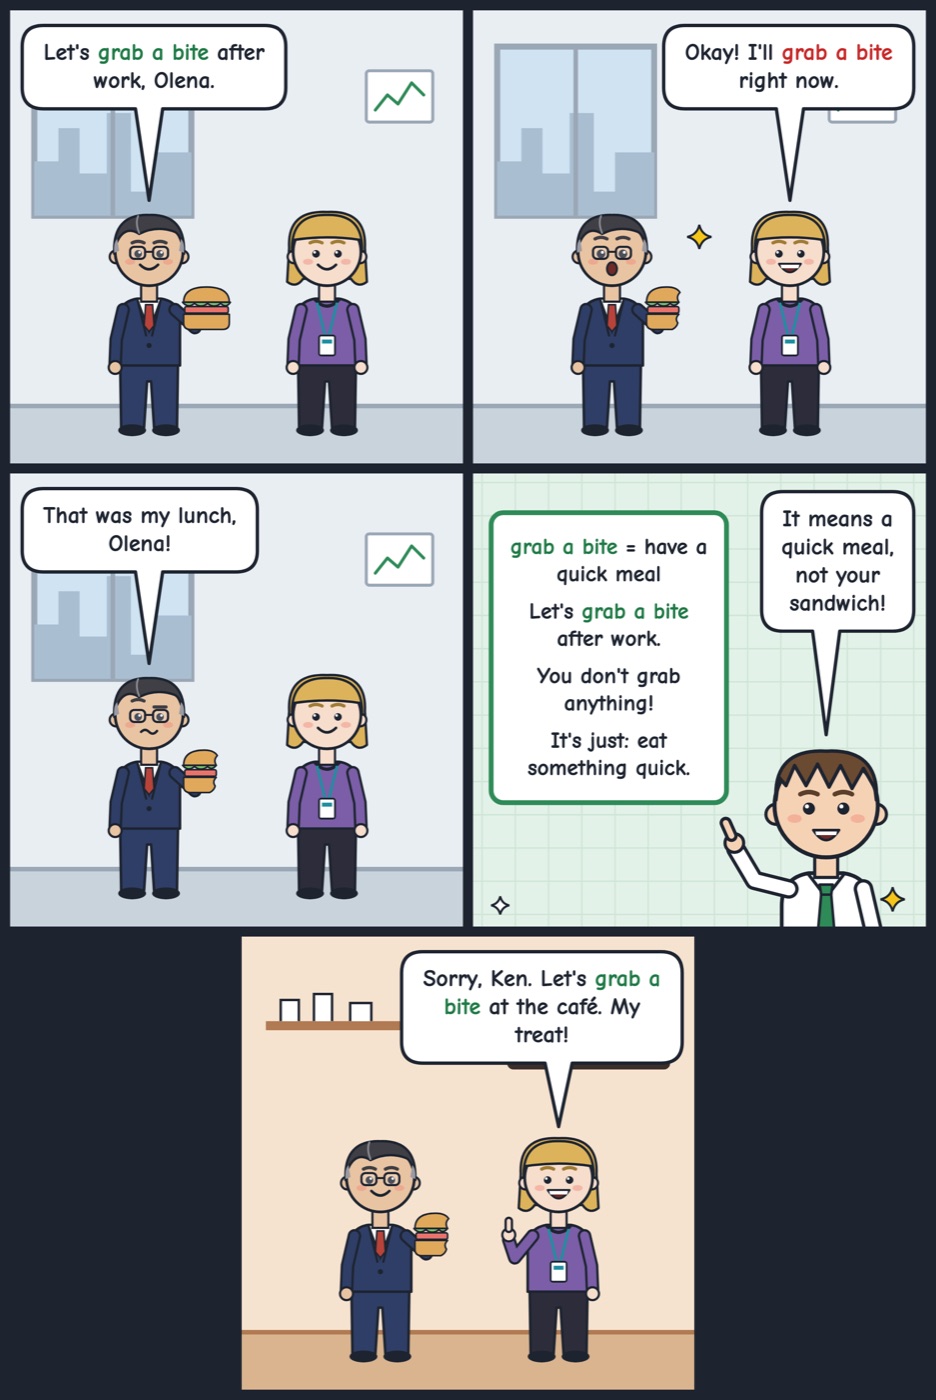 Let's grab a bite after
work, Olena.
Okay! I'll grab a bite
right now.
That was my lunch,
Olena!
grab a bite = have a
quick meal
Let's grab a bite
after work.
You don't grab
anything!
It's just: eat
something quick.
It means a
quick meal,
not your
sandwich!
Sorry, Ken. Let's grab a
bite at the café. My
treat!